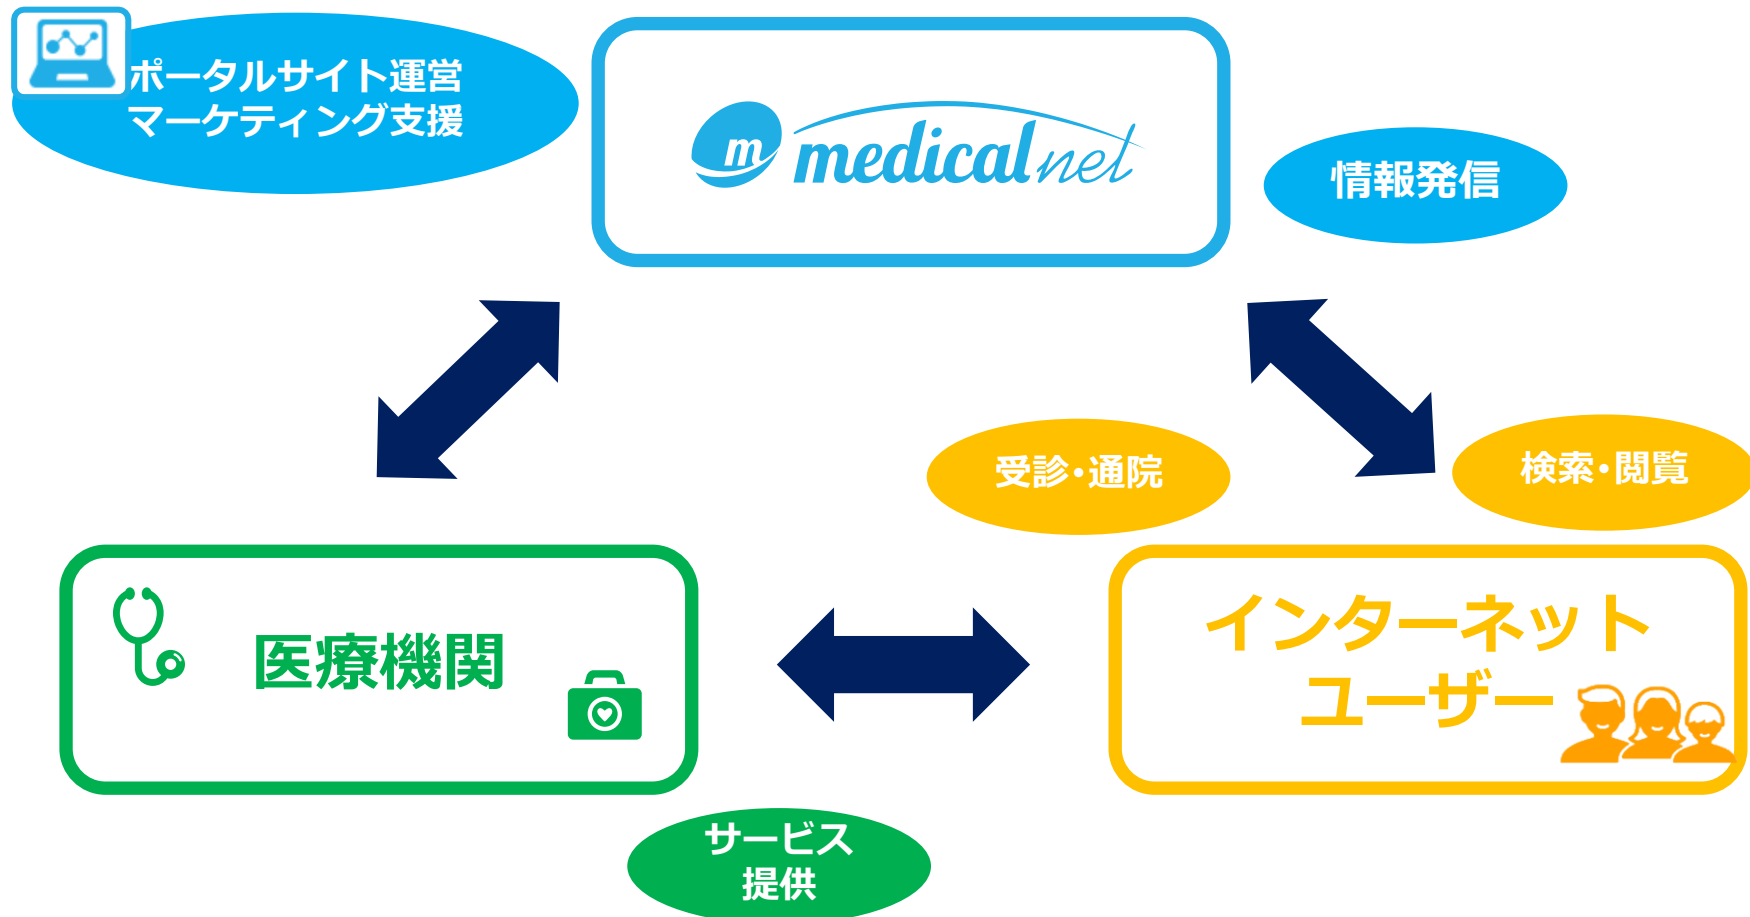 ポータルサイト運営
マーケティング支援
m medical net
情報発信
受診・通院
検索・閲覧
医療機関
インターネット
ユーザー
サービス
提供